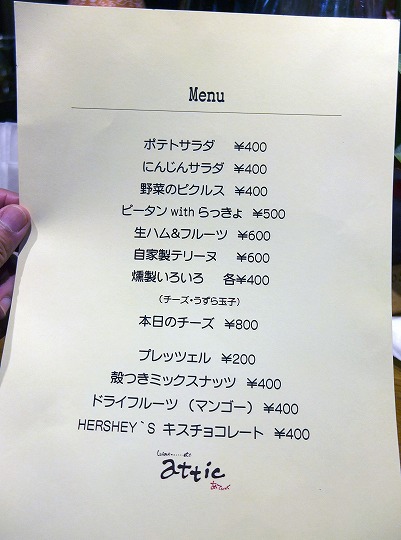 Menu
ポテトサラダ ¥400
にんじんサラダ ¥400
野菜のピクルス ¥400
ピータン with らっきょ ¥500
生ハム&フルーツ ¥600
自家製テリーヌ ¥600
燻製いろいろ 各¥400
(チーズ・うずら玉子)
本日のチーズ ¥800
プレッツェル ¥200
殻つきミックスナッツ ¥400
ドライフルーツ (マンゴー) ¥400
HERSHEY`S キスチョコレート ¥400
attic